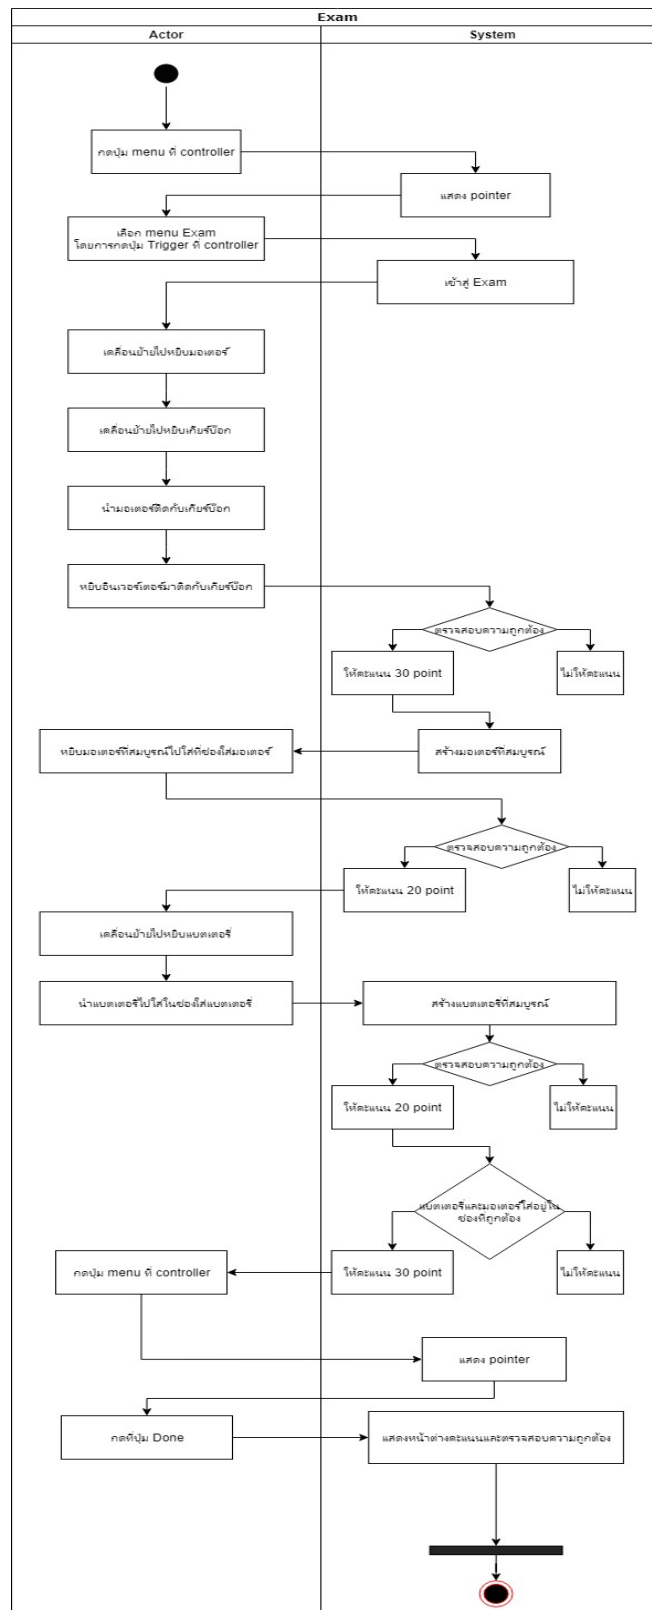 Exam
Actor
System
กดปุ่ม menu ที่ controller
แสดง pointer
เลือก menu Exam
โดยการกดปุ่ม Trigger ที่ controller
เข้าสู่ Exam
เคลื่อนย้ายไปหยิบมอเตอร์
เคลื่อนย้ายไปหยิบเกียร์บ๊อก
นำมอเตอร์ติดกับเกียร์บ๊อก
หยิบอินเวอร์เตอร์มาติดกับเกียร์บ๊อก
ตรวจสอบความถูกต้อง
ให้คะแนน 30 point
ไม่ให้คะแนน
หยิบมอเตอร์ที่สมบูรณ์ไปใส่ที่ช่องใส่มอเตอร์
สร้างมอเตอร์ที่สมบูรณ์
ตรวจสอบความถูกต้อง
ให้คะแนน 20 point
ไม่ให้คะแนน
เคลื่อนย้ายไปหยิบแบตเตอรี่
นำแบตเตอรี่ไปใส่ในช่องใส่แบตเตอรี่
สร้างแบตเตอรี่ที่สมบูรณ์
ตรวจสอบความถูกต้อง
ให้คะแนน 20 point
ไม่ให้คะแนน
แบตเตอรี่และมอเตอร์ใส่อยู่ใน
ช่องที่ถูกต้อง
กดปุ่ม menu ที่ controller
ให้คะแนน 30 point
ไม่ให้คะแนน
แสดง pointer
กดที่ปุ่ม Done
แสดงหน้าต่างคะแนนและตรวจสอบความถูกต้อง